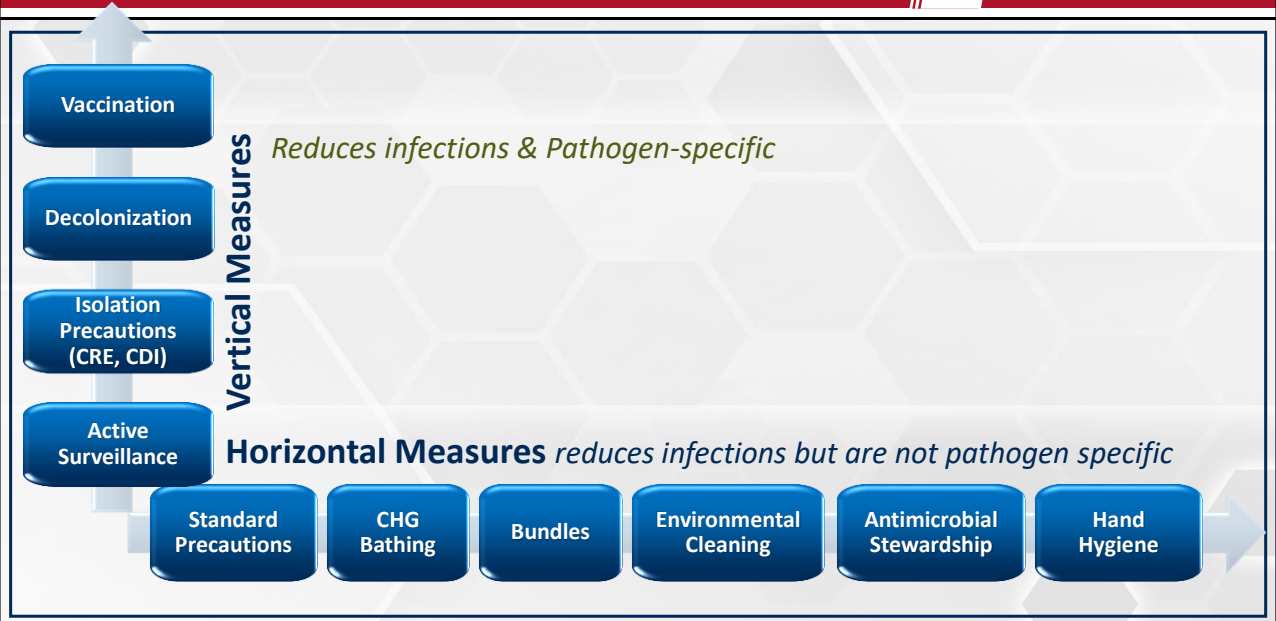 Vaccination
Decolonization
Isolation
Precautions
(CRE, CDI)
Active
Surveillance
Vertical Measures
Reduces infections & Pathogen-specific
Horizontal Measures reduces infections but are not pathogen specific
Standard
Precautions
CHG
Bathing
Bundles
Environmental
Cleaning
Antimicrobial
Stewardship
Hand
Hygiene